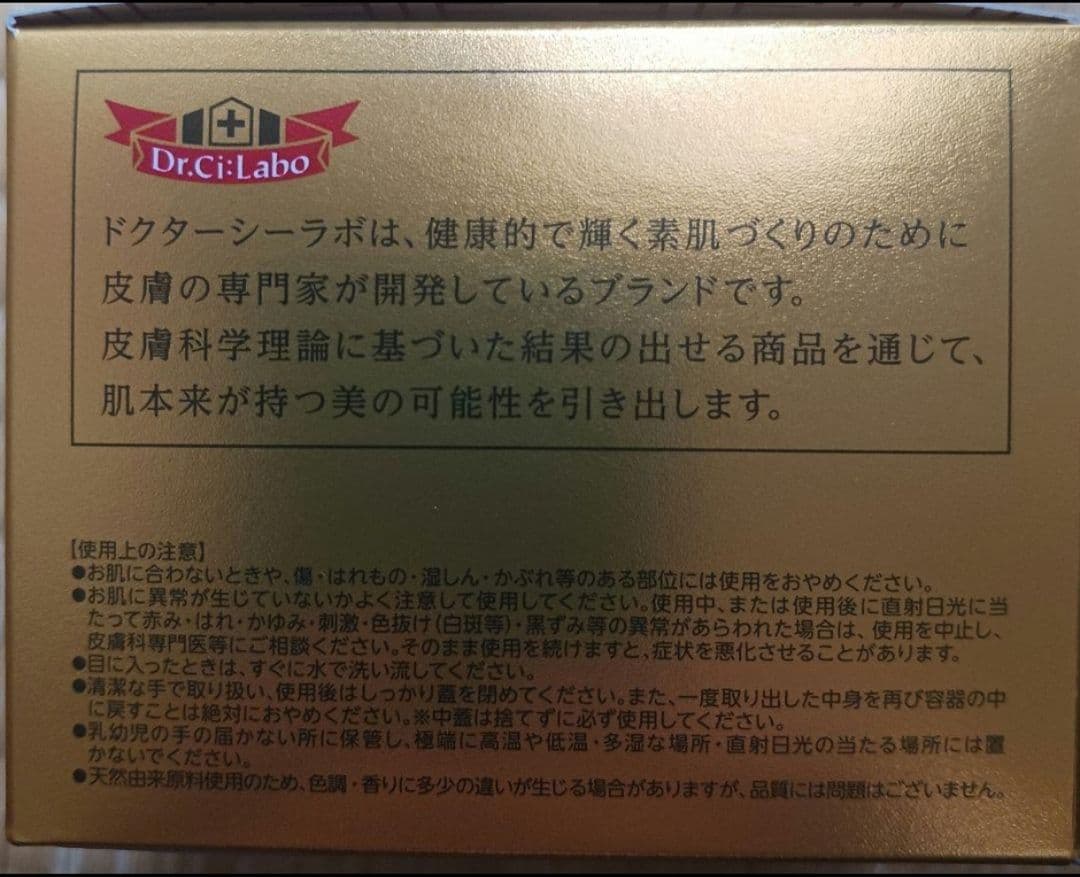 Dr.Ci:Labo
ドクターシーラボは、健康的で輝く素肌づくりのために
皮膚の専門家が開発しているブランドです。
皮膚科学理論に基づいた結果の出せる商品を通じて、
肌本来が持つ美の可能性を引き出します。
【使用上の注意】
●お肌に合わないときや、傷・はれもの・湿しん・かぶれ等のある部位には使用をおやめください。
●お肌に異常が生じていないかよく注意して使用してください。使用中、または使用後に直射日光に当
たって赤み・はれ・かゆみ・刺激・色抜け(白斑等)・黒ずみ等の異常があらわれた場合は、使用を中止し、
皮膚科専門医等にご相談ください。そのまま使用を続けますと、症状を悪化させることがあります。
●目に入ったときは、すぐに水で洗い流してください。
●清潔な手で取り扱い、使用後はしっかり蓋を閉めてください。また、一度取り出した中身を再び容器の中
に戻すことは絶対におやめください。※中蓋は捨てずに必ず使用してください。
●乳幼児の手の届かない所に保管し、極端に高温や低温・多湿な場所・直射日光の当たる場所には置
かないでください。
●天然由来原料使用のため、色調・香りに多少の違いが生じる場合がありますが、品質には問題はございません。